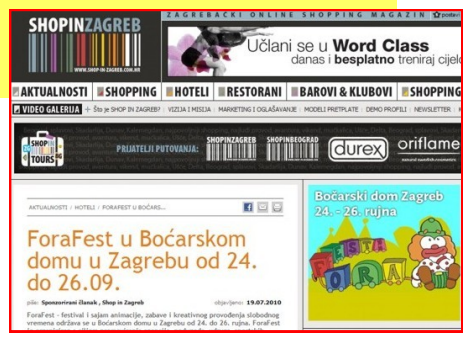 ZAGREBAČKI ONLINE SHOPPING MAGAZIN postavi
SHOPINZAGREB
WWW.SHOP-IN-ZAGREB.COM.HR
Učlani se u Word Class
danas i besplatno treniraj cijelo
AKTUALNOSTI SHOPPING HOTELI RESTORANI BAROVI & KLUBOVI SHOPPING
VIDEO GALERIJA + Što je SHOP IN ZAGREB? VIZIJA I MISIJA MARKETING I OGLAŠAVANJE MODELI PRETPLATE DEMO PROFILI NEWSLETTER
SHOPIN
TOURS
PRIJATELJI PUTOVANJA: SHOPINZAGREB SHOPINBEOGRAD durex oriflame
natural swedish cosmetics
AKTUALNOSTI / HOTELI / FORAFEST U BOĆARS...
ForaFest u Boćarskom
domu u Zagrebu od 24.
do 26.09.
piše: Sponzorirani članak , Shop in Zagreb objavljeno: 19.07.2010
ForaFest - festival i sajam animacije, zabave i kreativnog provođenja slobodnog
vremena održava se u Boćarskom domu u Zagrebu od 24. do 26. rujna. ForaFest
Boćarski dom Zagreb
24. - 26. rujna
FESTA
FORA